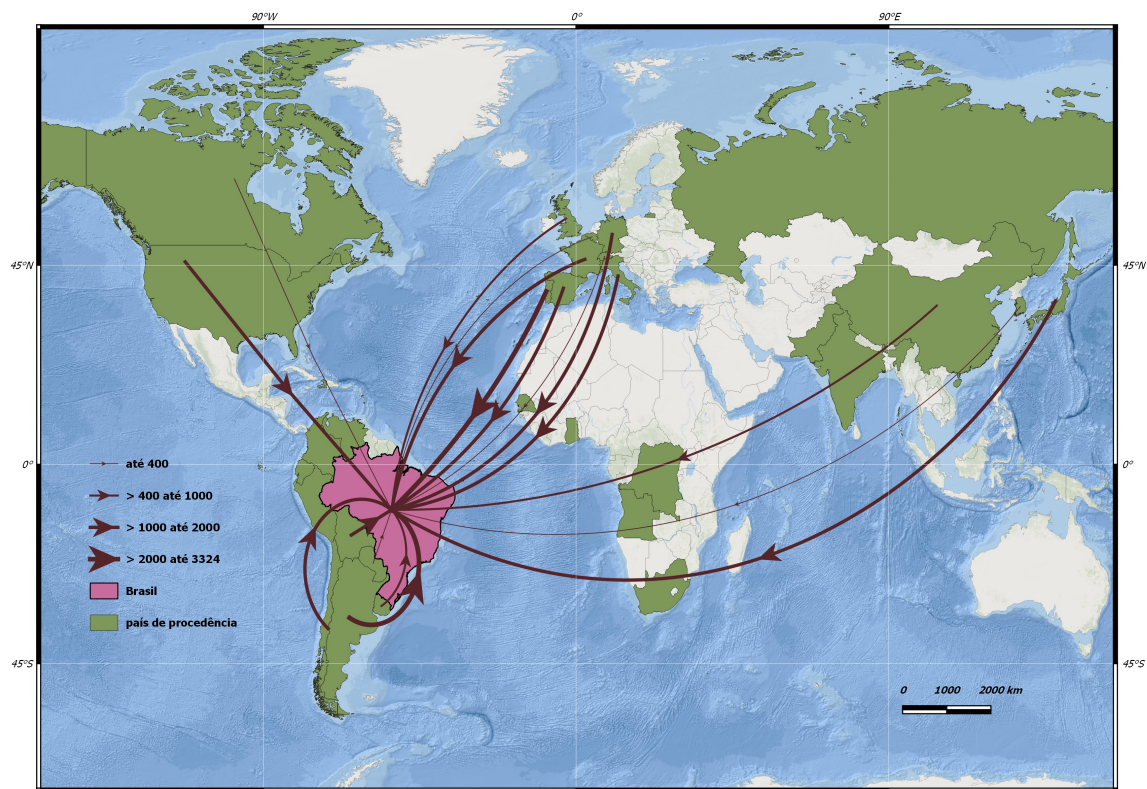 90°W 0° 90°E
45°N 45°N
0° 0°
45°S 45°S
até 400
> 400 até 1000
> 1000 até 2000
> 2000 até 3324
Brasil
país de procedência
0 1000 2000 km